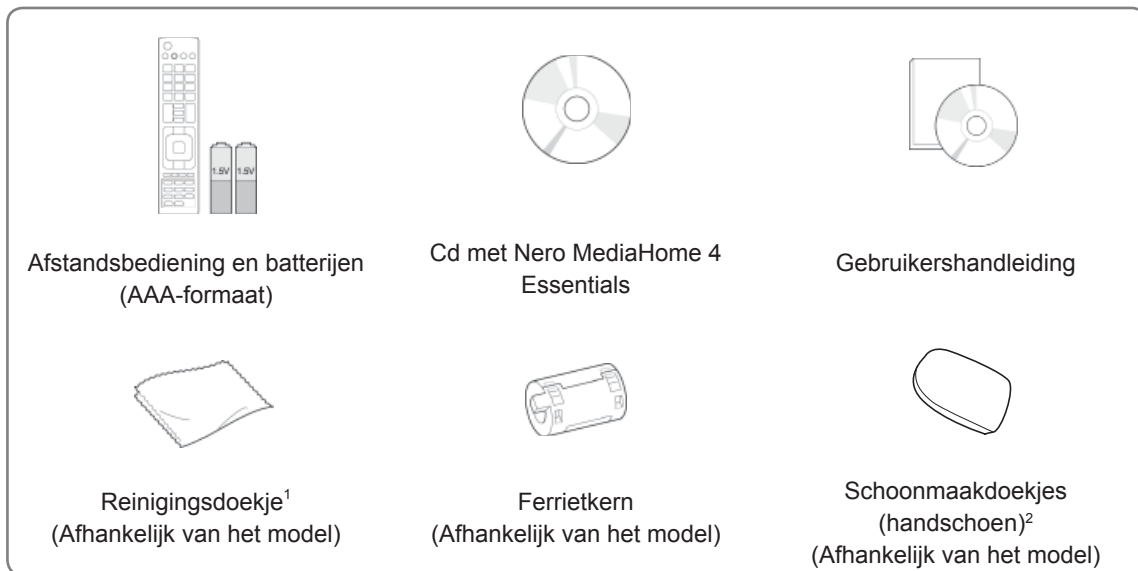 1.5V 1.5V
Afstandsbediening en batterijen
(AAA-formaat)
Cd met Nero MediaHome 4
Essentials
Gebruikershandleiding
Reinigingsdoekje¹
(Afhankelijk van het model)
Ferrietkern
(Afhankelijk van het model)
Schoonmaakdoekjes
(handschoen)²
(Afhankelijk van het model)